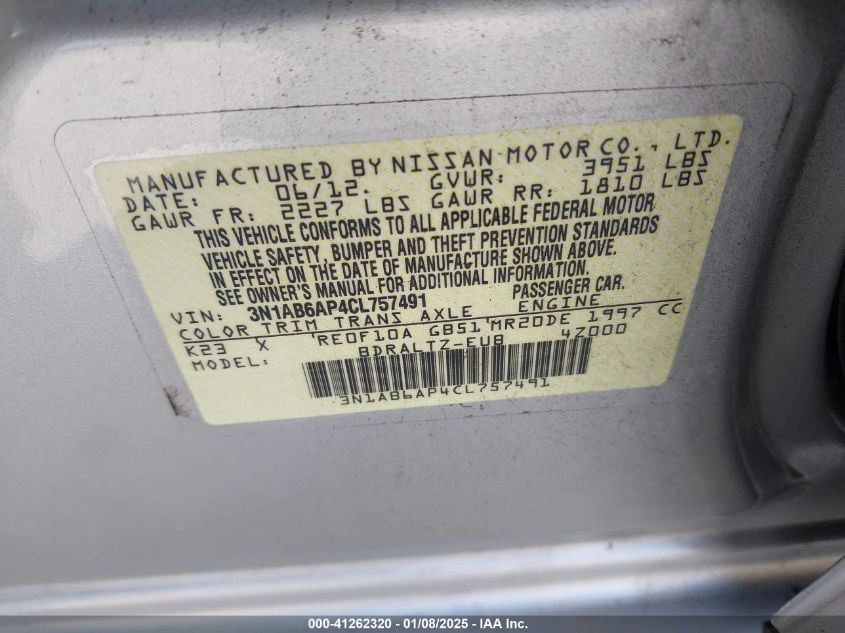 MANUFACTURED BY NISSAN MOTOR CO., LTD.
DATE: 06/12. GVWR: 3951 LBS
GAWR FR: 2227 LBS GAWR RR: 1810 LBS
THIS VEHICLE CONFORMS TO ALL APPLICABLE FEDERAL MOTOR
VEHICLE SAFETY, BUMPER AND THEFT PREVENTION STANDARDS
IN EFFECT ON THE DATE OF MANUFACTURE SHOWN ABOVE.
SEE OWNER'S MANUAL FOR ADDITIONAL INFORMATION.
VIN: 3N1AB6AP4CL757491 PASSENGER CAR.
COLOR TRIM TRANS AXLE ENGINE
K23 X RE0F10A GB51 MR20DE 1997 CC
MODEL: BDRALTZ-EUB 4Z000
3N1AB6AP4CL757491
000-41262320 | 01/08/2025 - IAA Inc.